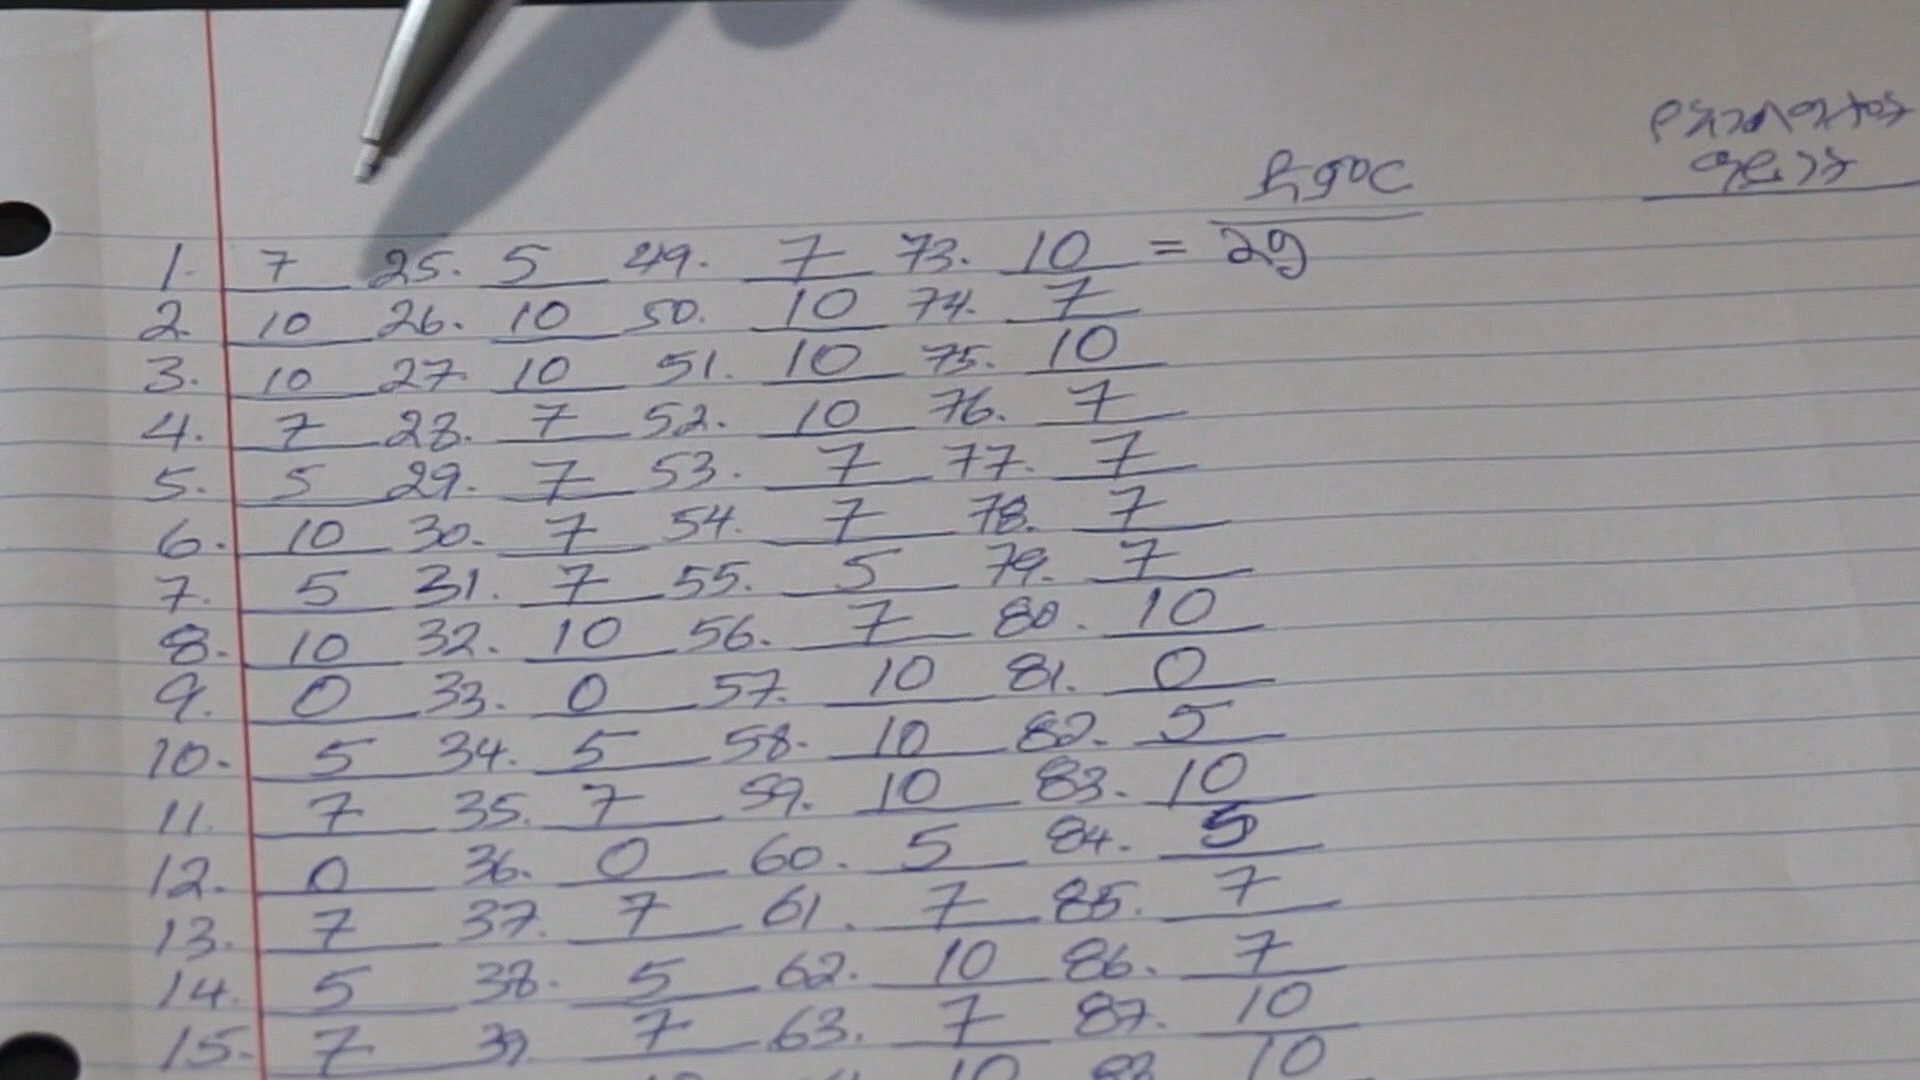 ድምር
1. 7 25. 5 49. 7 73. 10 = 29
2. 10 26. 10 50. 10 74. 7
3. 10 27. 10 51. 10 75. 10
4. 7 28. 7 52. 10 76. 7
5. 5 29. 7 53. 7 77. 7
6. 10 30. 7 54. 7 78. 7
7. 5 31. 7 55. 5 79. 7
8. 10 32. 10 56. 7 80. 10
9. 0 33. 0 57. 10 81. 0
10. 5 34. 5 58. 10 82. 5
11. 7 35. 7 59. 10 83. 10
12. 0 36. 0 60. 5 84. 5
13. 7 37. 7 61. 7 85. 7
14. 5 38. 5 62. 10 86. 7
15. 7 39. 7 63. 7 87. 10
10 10